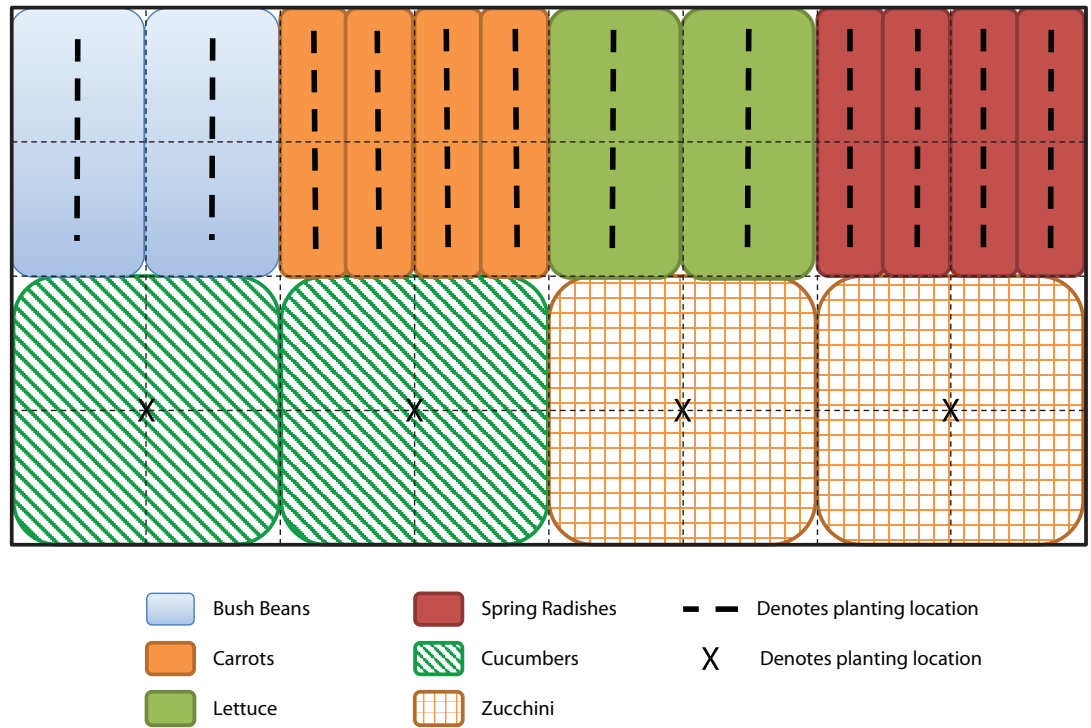 X X X X
Bush Beans Spring Radishes Denotes planting location
Carrots Cucumbers X Denotes planting location
Lettuce Zucchini